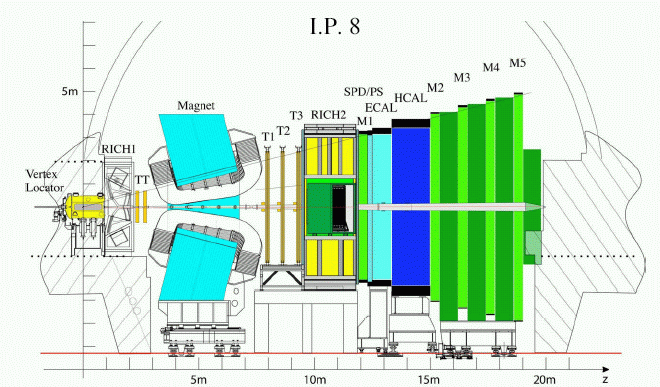 I.P. 8
5m
Magnet
RICH1
Vertex
Locator
TT
T1
T2
T3
RICH2
M1
SPD/PS
ECAL
HCAL
M2
M3
M4
M5
5m
10m
15m
20m
z